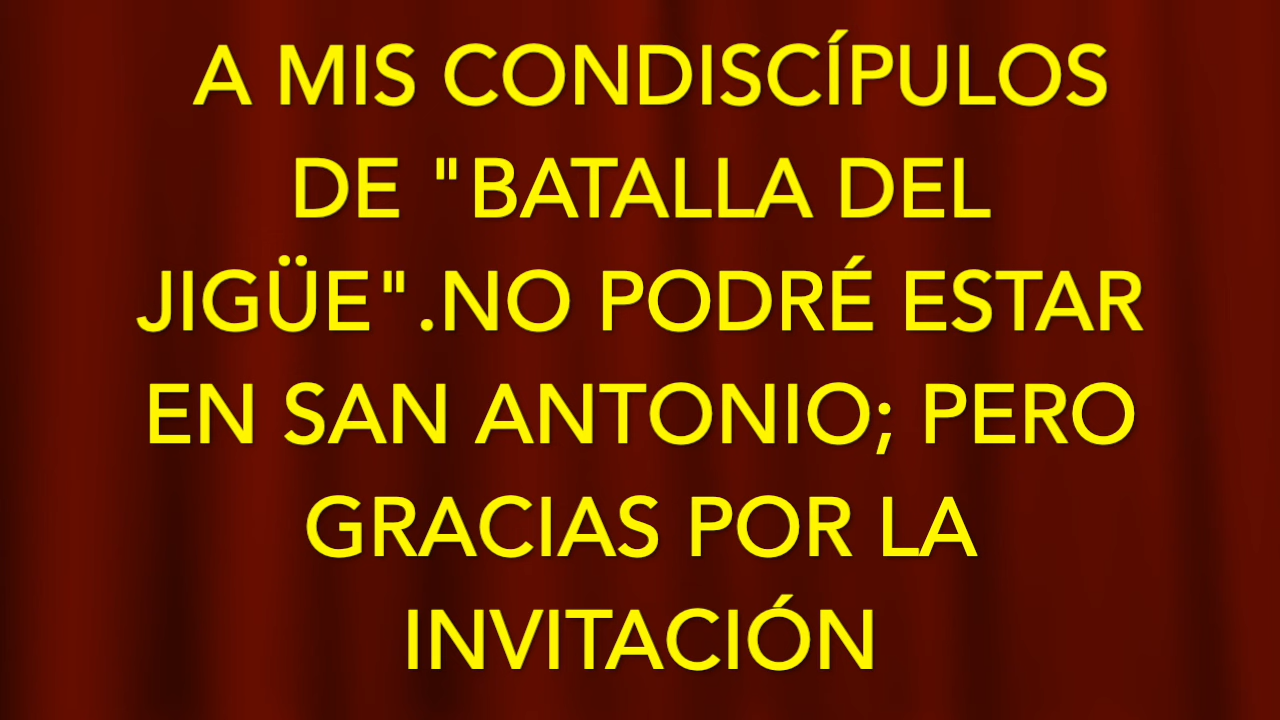 A MIS CONDISCÍPULOS
DE "BATALLA DEL
JIGÜE".NO PODRÉ ESTAR
EN SAN ANTONIO; PERO
GRACIAS POR LA
INVITACIÓN